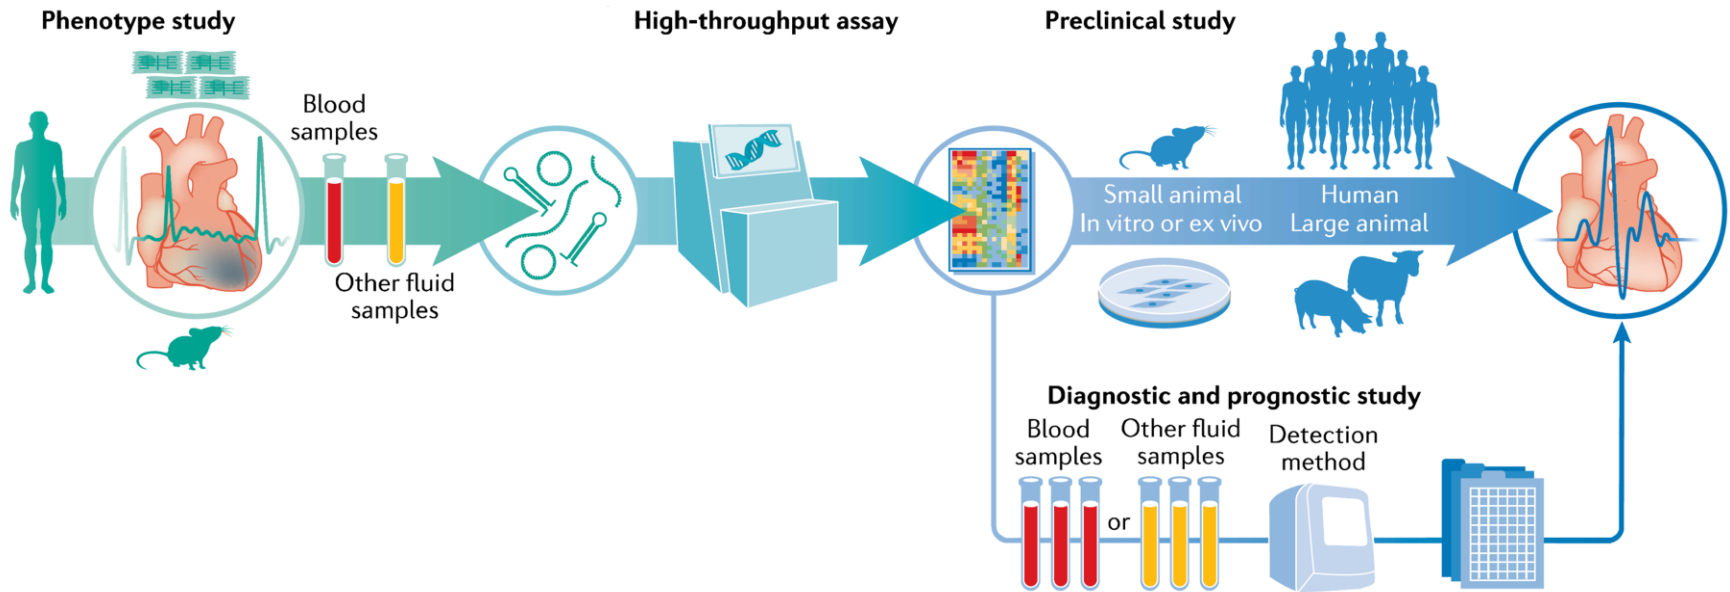 Phenotype study
Blood
samples
Other fluid
samples
High-throughput assay
Preclinical study
Small animal
In vitro or ex vivo
Human
Large animal
Diagnostic and prognostic study
Blood
samples
or
Other fluid
samples
Detection
method